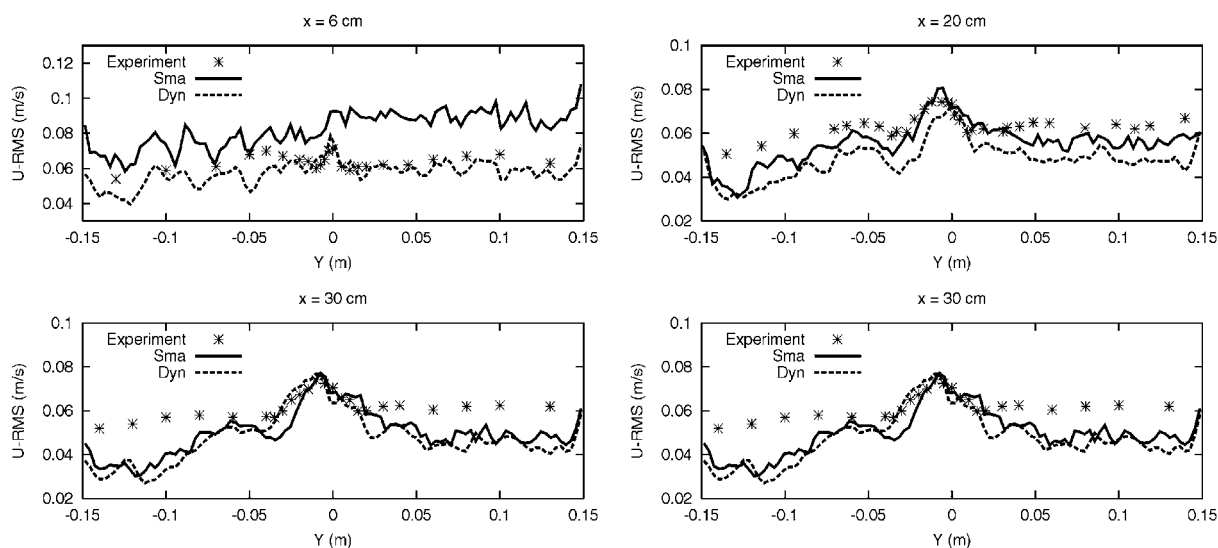 x = 6 cm
U-RMS (m/s)
0.12
0.1
0.08
0.06
0.04
Experiment
Sma
Dyn
-0.15 -0.1 -0.05 0 0.05 0.1 0.15
Y (m)
x = 20 cm
U-RMS (m/s)
0.1
0.08
0.06
0.04
0.02
Experiment
Sma
Dyn
-0.15 -0.1 -0.05 0 0.05 0.1 0.15
Y (m)
x = 30 cm
U-RMS (m/s)
0.1
0.08
0.06
0.04
0.02
Experiment
Sma
Dyn
-0.15 -0.1 -0.05 0 0.05 0.1 0.15
Y (m)
x = 30 cm
U-RMS (m/s)
0.1
0.08
0.06
0.04
0.02
Experiment
Sma
Dyn
-0.15 -0.1 -0.05 0 0.05 0.1 0.15
Y (m)